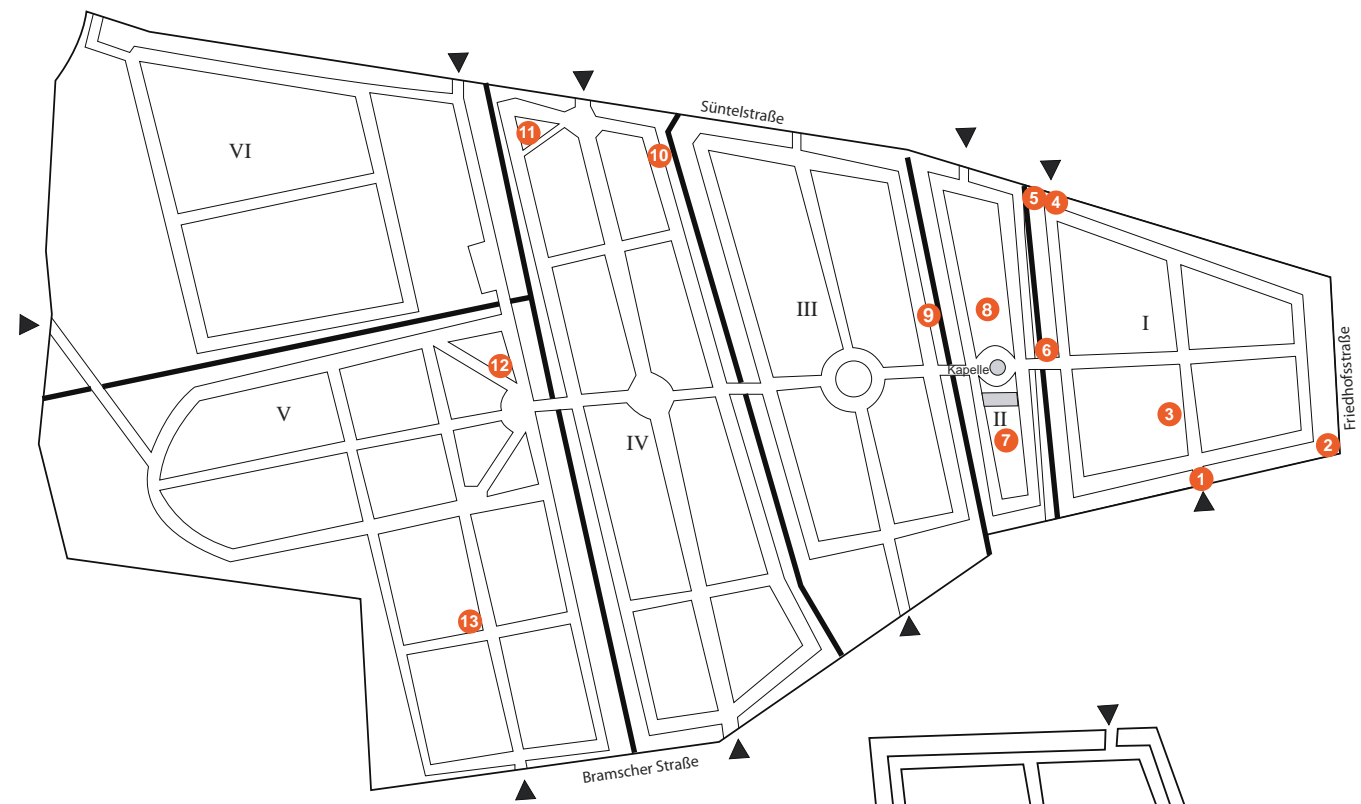 Süntelstraße
11
10
VI
5
4
III
9
8
I
6
12
Kapelle
Friedhofsstraße
V
3
II
IV
7
2
1
13
Bramscher Straße